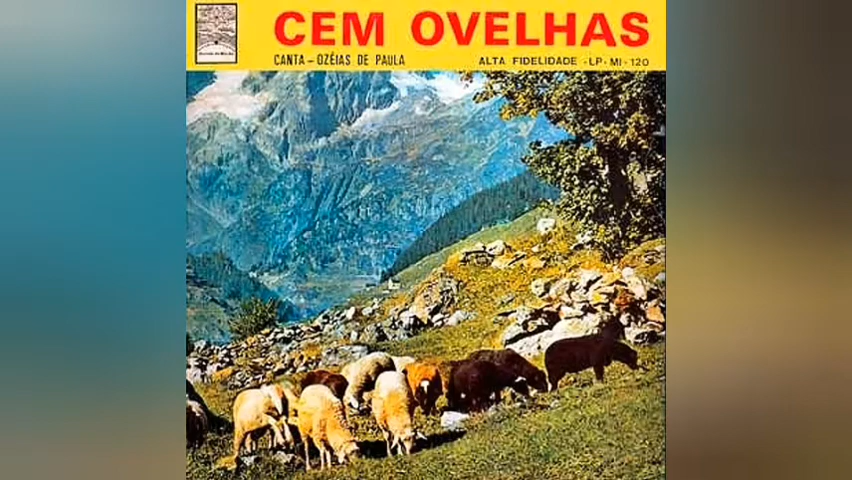 CEM OVELHAS
CANTA – OZÉIAS DE PAULA
ALTA FIDELIDADE - LP - MI - 120